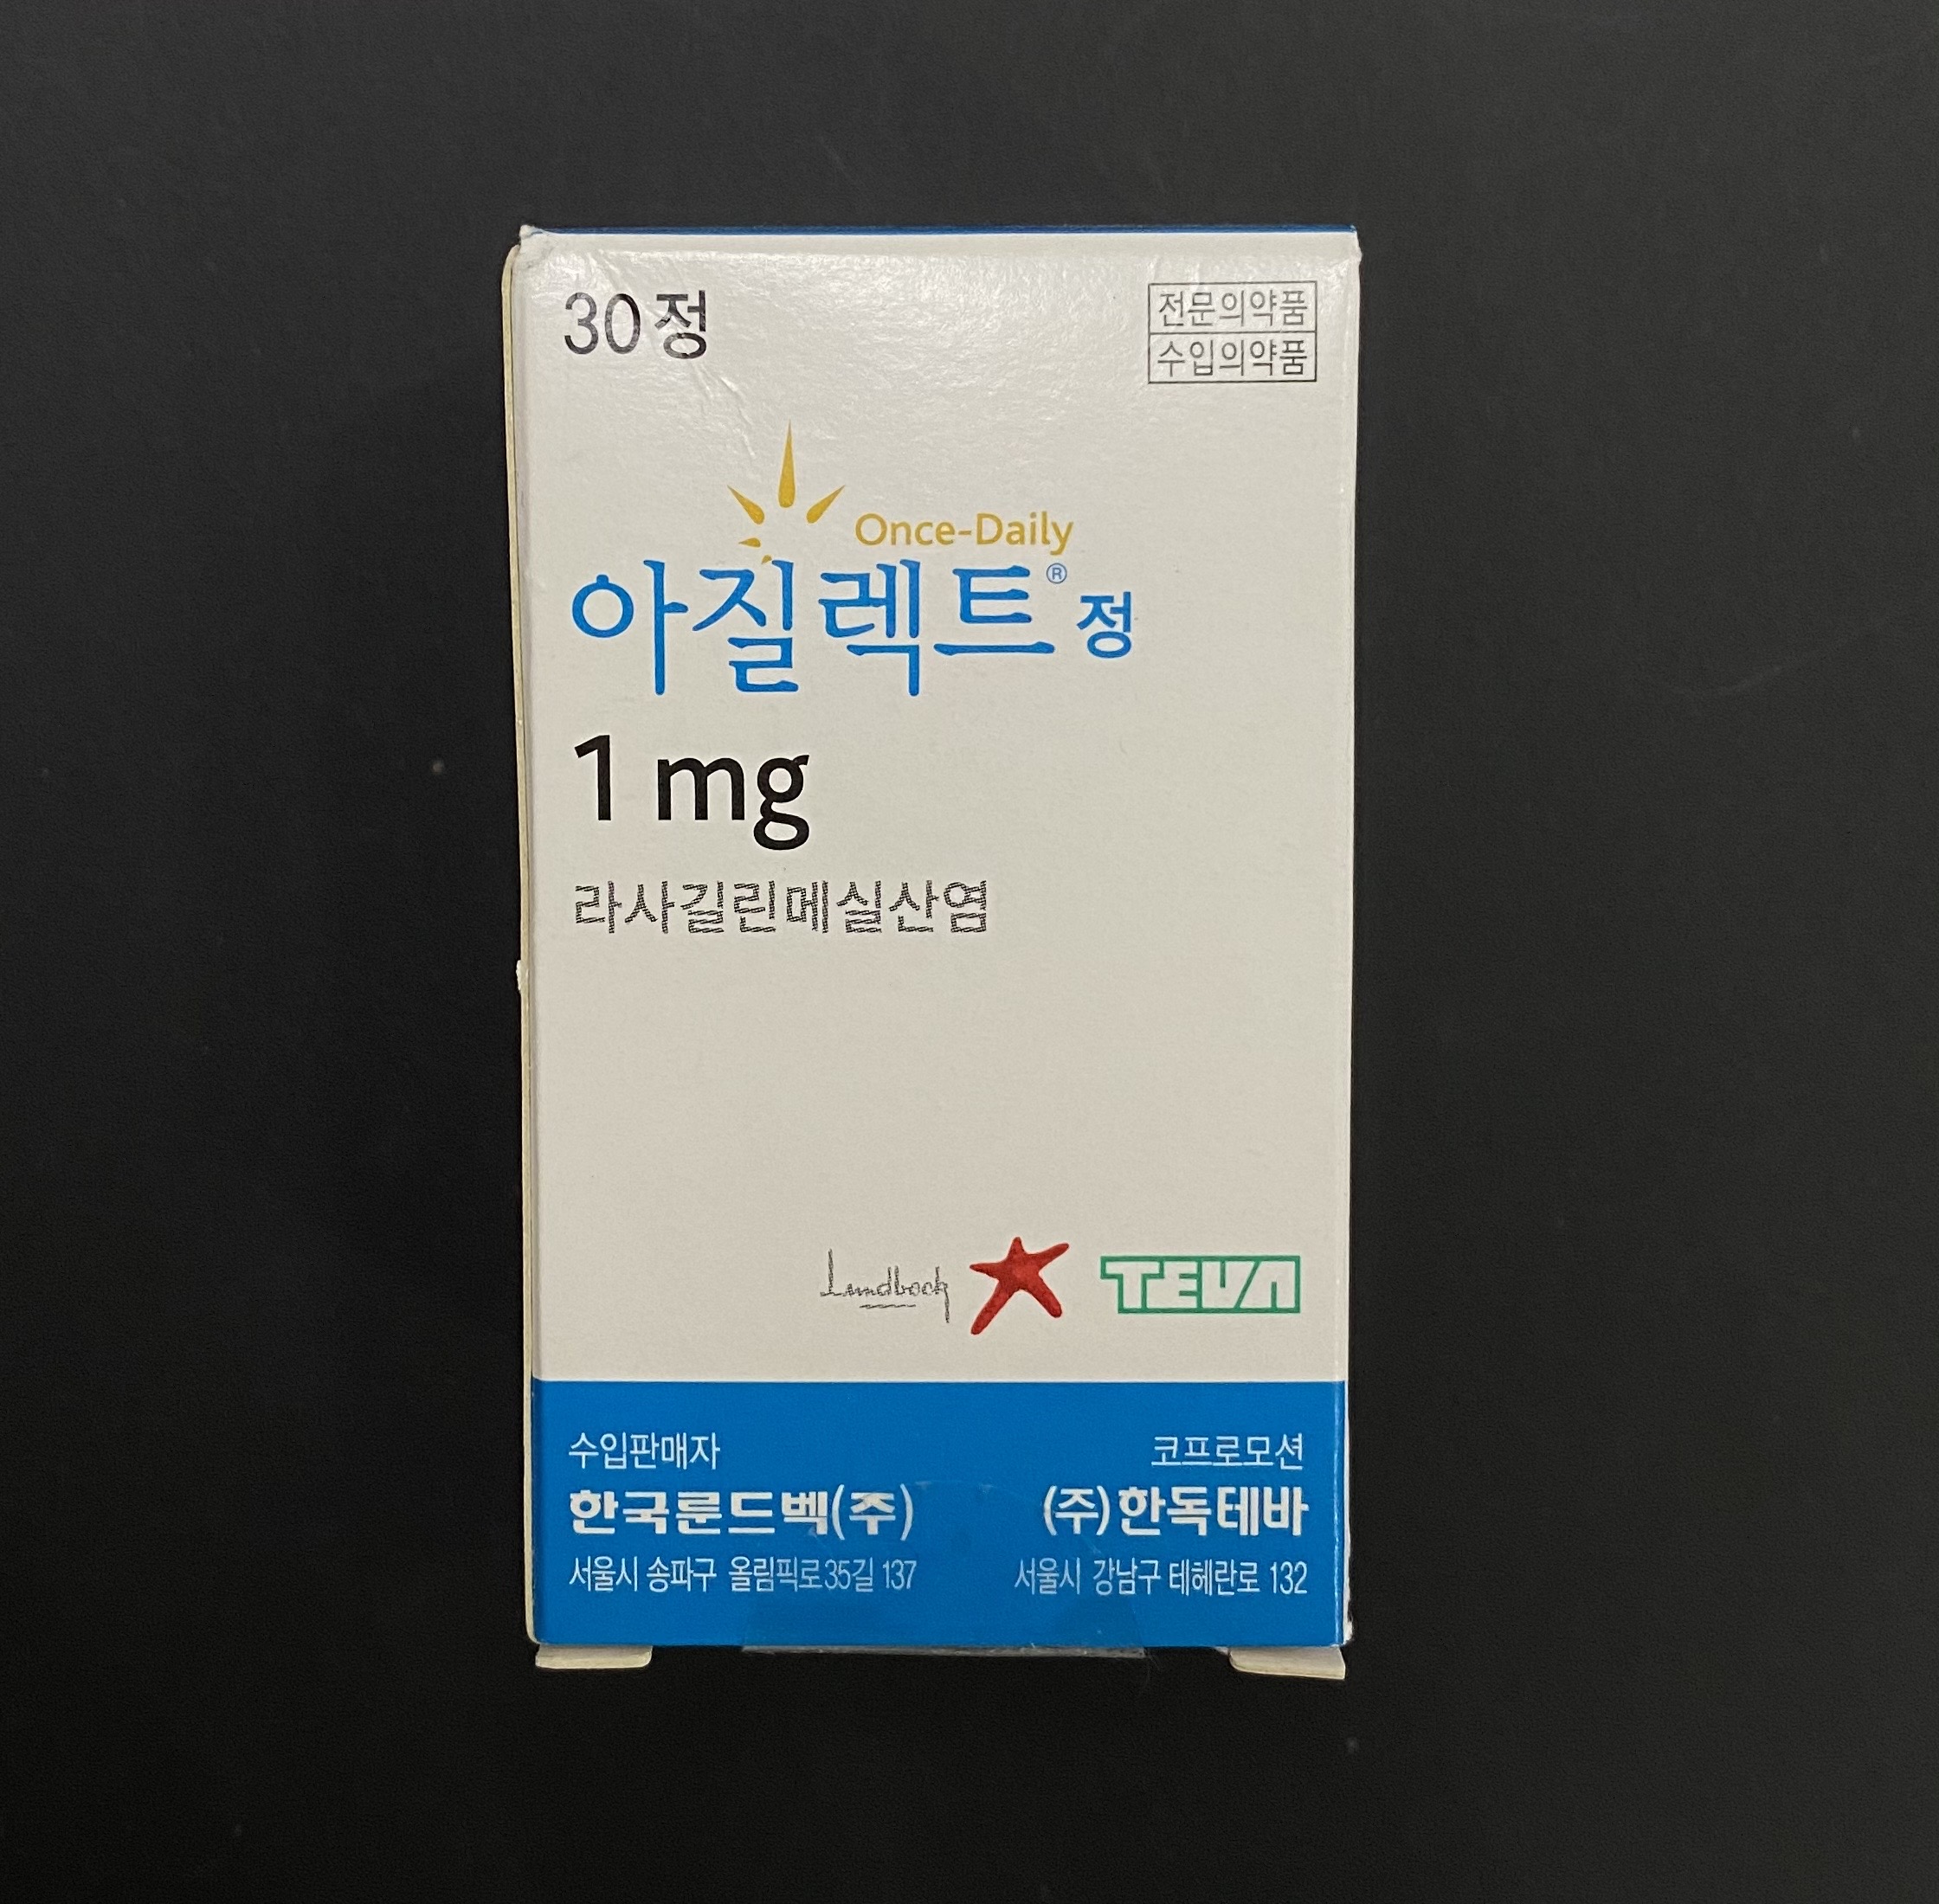 30정
전문의약품
수입의약품
Once-Daily
아질렉트® 정
1 mg
라사길린메실산염
Lundbeck TEVA
수입판매자 코프로모션
한국룬드벡(주) (주)한독테바
서울시 송파구 올림픽로35길 137 서울시 강남구 테헤란로 132